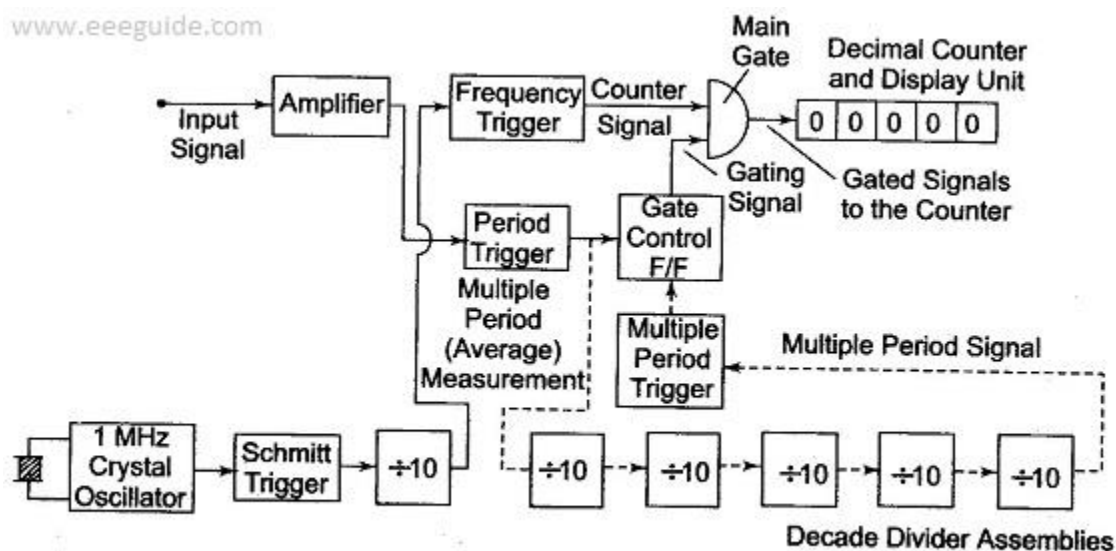 www.eeeguide.com
Main
Gate
Decimal Counter
and Display Unit
Amplifier
Input
Signal
Frequency
Trigger
Counter
Signal
0 0 0 0 0
Gating
Signal
Gated Signals
to the Counter
Period
Trigger
Gate
Control
F/F
Multiple
Period
(Average)
Measurement
Multiple
Period
Trigger
Multiple Period Signal
1 MHz
Crystal
Oscillator
Schmitt
Trigger
÷10
÷10
÷10
÷10
÷10
÷10
Decade Divider Assemblies